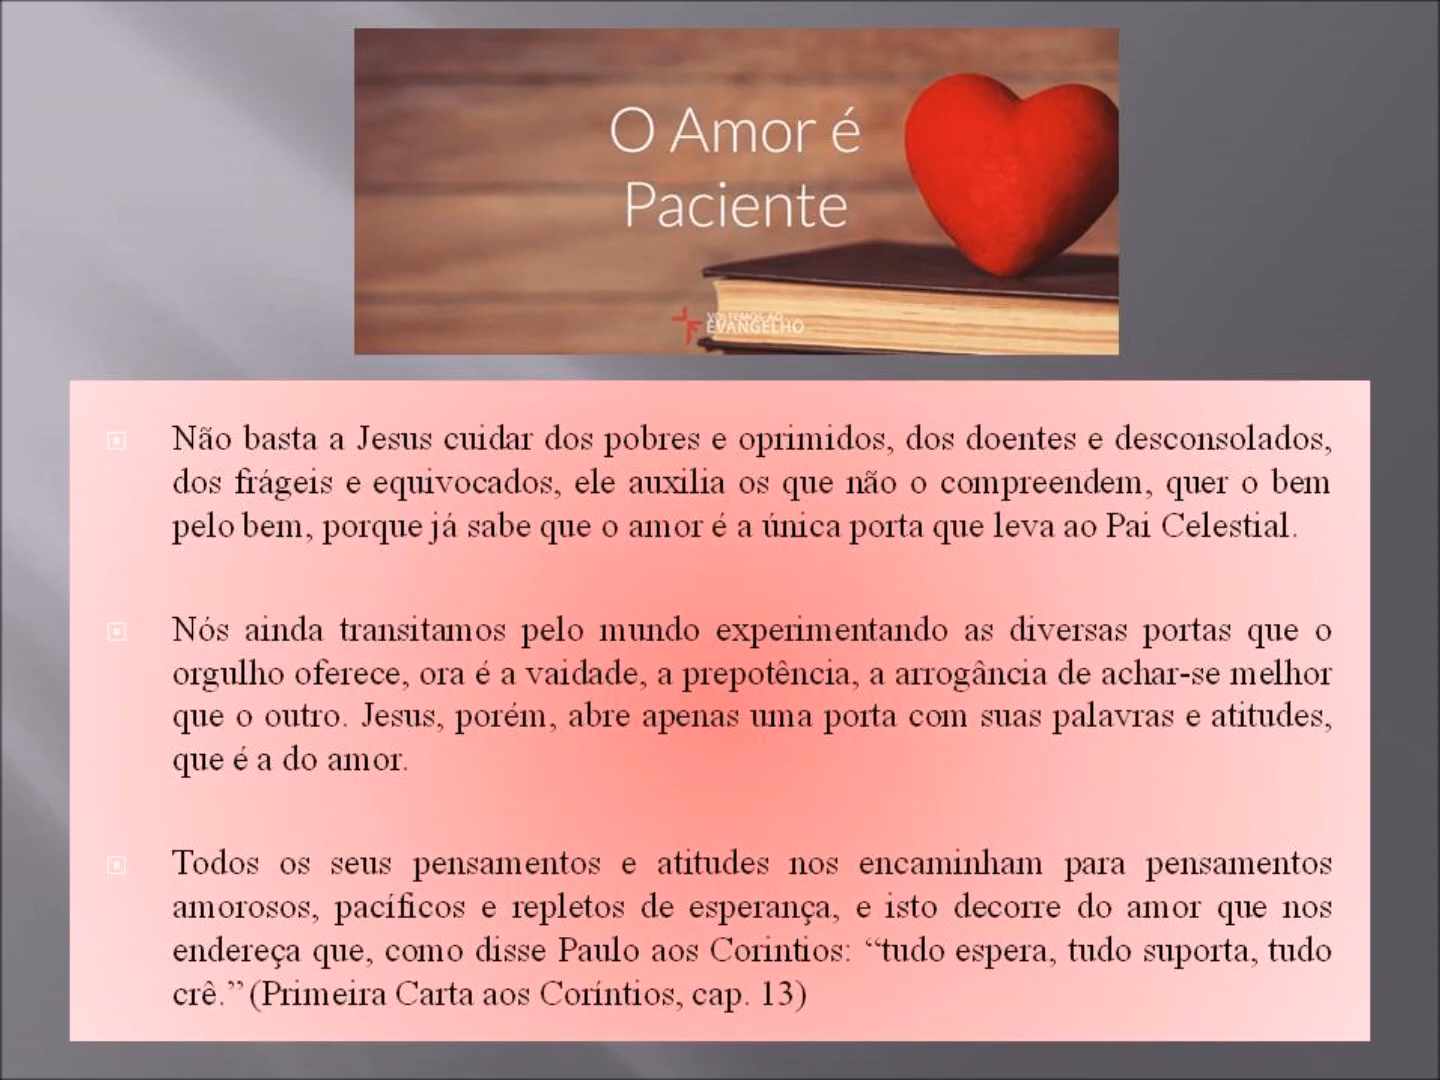 O Amor é
Paciente
VOLTEMOS AO
EVANGELHO
Não basta a Jesus cuidar dos pobres e oprimidos, dos doentes e desconsolados,
dos frágeis e equivocados, ele auxilia os que não o compreendem, quer o bem
pelo bem, porque já sabe que o amor é a única porta que leva ao Pai Celestial.
Nós ainda transitamos pelo mundo experimentando as diversas portas que o
orgulho oferece, ora é a vaidade, a prepotência, a arrogância de achar-se melhor
que o outro. Jesus, porém, abre apenas uma porta com suas palavras e atitudes,
que é a do amor.
Todos os seus pensamentos e atitudes nos encaminham para pensamentos
amorosos, pacíficos e repletos de esperança, e isto decorre do amor que nos
endereça que, como disse Paulo aos Corintios: “tudo espera, tudo suporta, tudo
crê.” (Primeira Carta aos Coríntios, cap. 13)